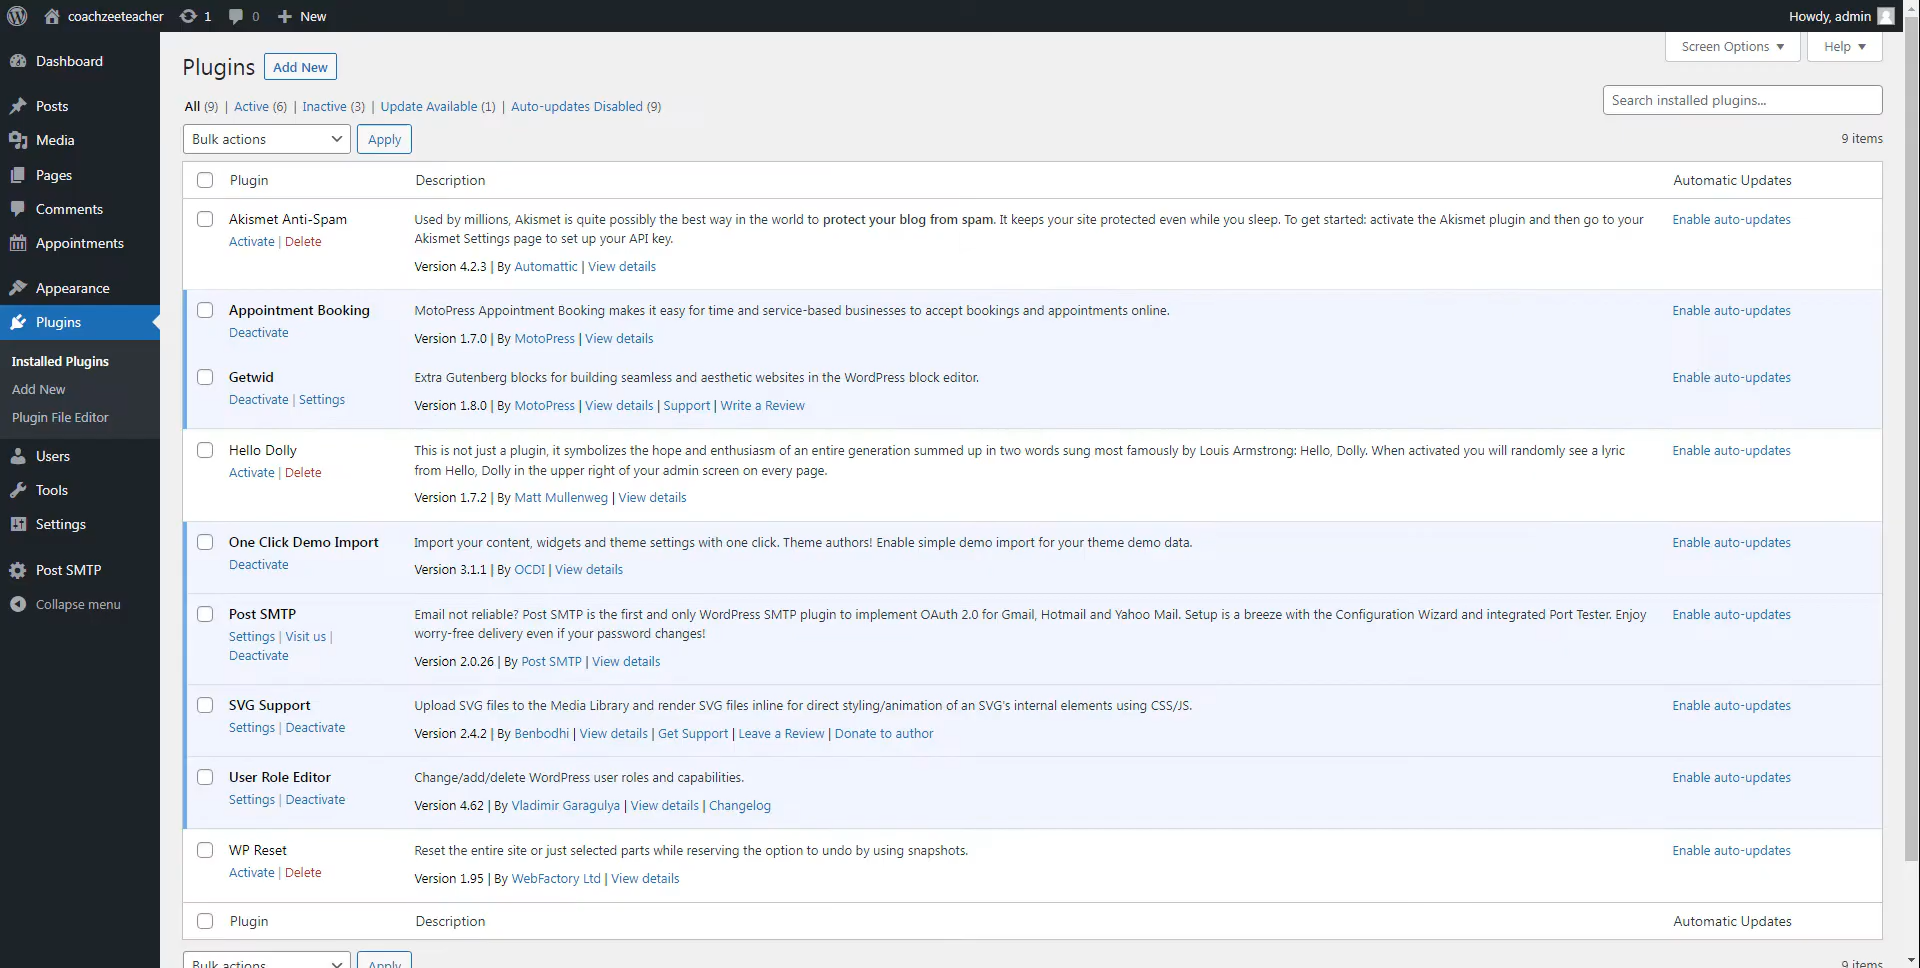 coachzeeteacher 1 0 New Howdy, admin
Screen Options Help
Dashboard
Posts
Media
Pages
Comments
Appointments
Appearance
Plugins
Installed Plugins
Add New
Plugin File Editor
Users
Tools
Settings
Post SMTP
Collapse menu
Plugins Add New
All (9) | Active (6) | Inactive (3) | Update Available (1) | Auto-updates Disabled (9)
Search installed plugins...
Bulk actions Apply
9 items
Plugin Description Automatic Updates
Akismet Anti-Spam
Activate | Delete
Used by millions, Akismet is quite possibly the best way in the world to protect your blog from spam. It keeps your site protected even while you sleep. To get started: activate the Akismet plugin and then go to your
Akismet Settings page to set up your API key.
Version 4.2.3 | By Automattic | View details
Enable auto-updates
Appointment Booking
Deactivate
MotoPress Appointment Booking makes it easy for time and service-based businesses to accept bookings and appointments online.
Version 1.7.0 | By MotoPress | View details
Enable auto-updates
Getwid
Deactivate | Settings
Extra Gutenberg blocks for building seamless and aesthetic websites in the WordPress block editor.
Version 1.8.0 | By MotoPress | View details | Support | Write a Review
Enable auto-updates
Hello Dolly
Activate | Delete
This is not just a plugin, it symbolizes the hope and enthusiasm of an entire generation summed up in two words sung most famously by Louis Armstrong: Hello, Dolly. When activated you will randomly see a lyric
from Hello, Dolly in the upper right of your admin screen on every page.
Version 1.7.2 | By Matt Mullenweg | View details
Enable auto-updates
One Click Demo Import
Deactivate
Import your content, widgets and theme settings with one click. Theme authors! Enable simple demo import for your theme demo data.
Version 3.1.1 | By OCDI | View details
Enable auto-updates
Post SMTP
Settings | Visit us |
Deactivate
Email not reliable? Post SMTP is the first and only WordPress SMTP plugin to implement OAuth 2.0 for Gmail, Hotmail and Yahoo Mail. Setup is a breeze with the Configuration Wizard and integrated Port Tester. Enjoy
worry-free delivery even if your password changes!
Version 2.0.26 | By Post SMTP | View details
Enable auto-updates
SVG Support
Settings | Deactivate
Upload SVG files to the Media Library and render SVG files inline for direct styling/animation of an SVG's internal elements using CSS/JS.
Version 2.4.2 | By Benbodhi | View details | Get Support | Leave a Review | Donate to author
Enable auto-updates
User Role Editor
Settings | Deactivate
Change/add/delete WordPress user roles and capabilities.
Version 4.62 | By Vladimir Garagulya | View details | Changelog
Enable auto-updates
WP Reset
Activate | Delete
Reset the entire site or just selected parts while reserving the option to undo by using snapshots.
Version 1.95 | By WebFactory Ltd | View details
Enable auto-updates
Plugin Description Automatic Updates
Bulk actions Apply
9 items